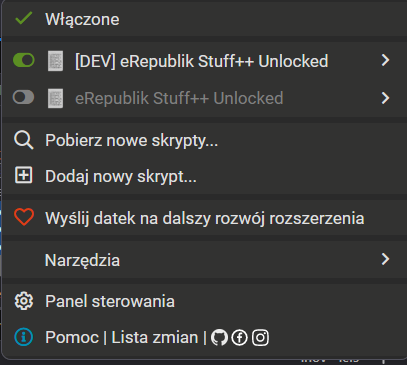 Włączone
[DEV] eRepublik Stuff++ Unlocked
eRepublik Stuff++ Unlocked
Pobierz nowe skrypty...
Dodaj nowy skrypt...
Wyślij datek na dalszy rozwój rozszerzenia
Narzędzia
Panel sterowania
Pomoc | Lista zmian |